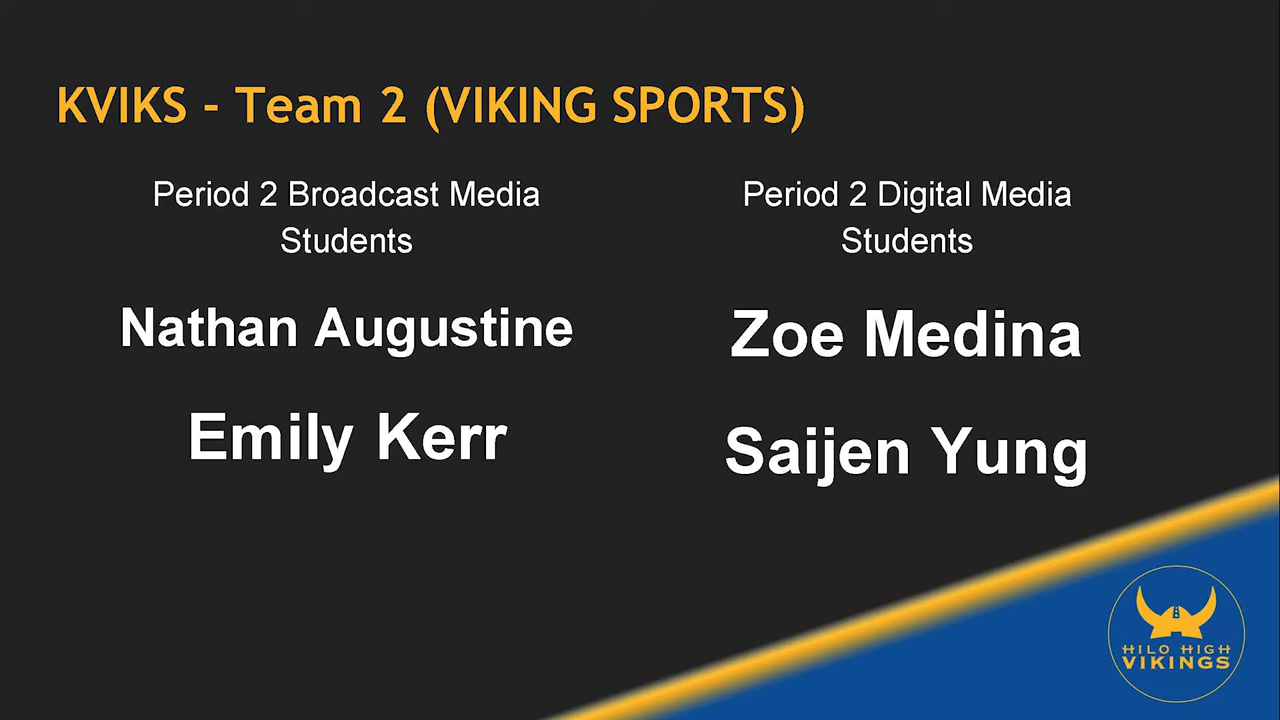 KVIKS - Team 2 (VIKING SPORTS)
Period 2 Broadcast Media
Students
Nathan Augustine
Emily Kerr
Period 2 Digital Media
Students
Zoe Medina
Saijen Yung
HILO HIGH
VIKINGS